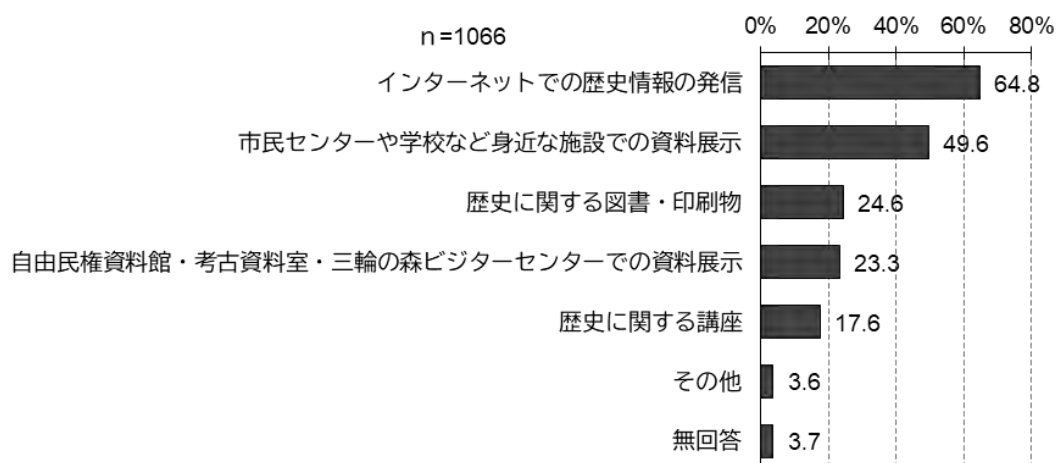 n=1066
0% 20% 40% 60% 80%
インターネットでの歴史情報の発信 64.8
市民センターや学校など身近な施設での資料展示 49.6
歴史に関する図書・印刷物 24.6
自由民権資料館・考古資料室・三輪の森ビジターセンターでの資料展示 23.3
歴史に関する講座 17.6
その他 3.6
無回答 3.7